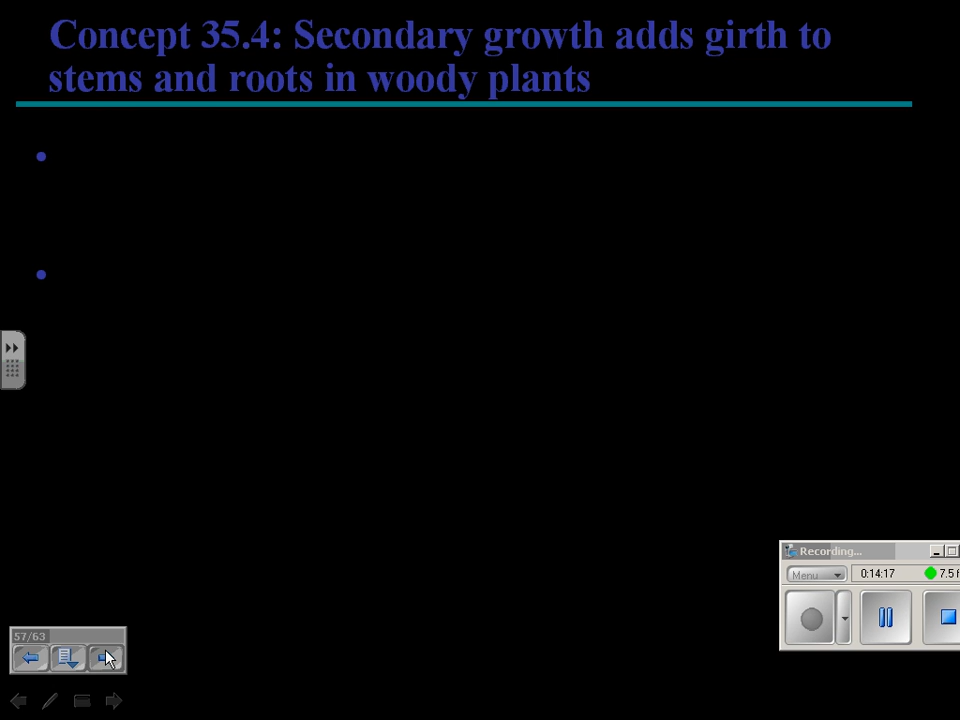 Concept 35.4: Secondary growth adds girth to
stems and roots in woody plants
Recording...
Menu
0:14:17
7.5 f
57/63